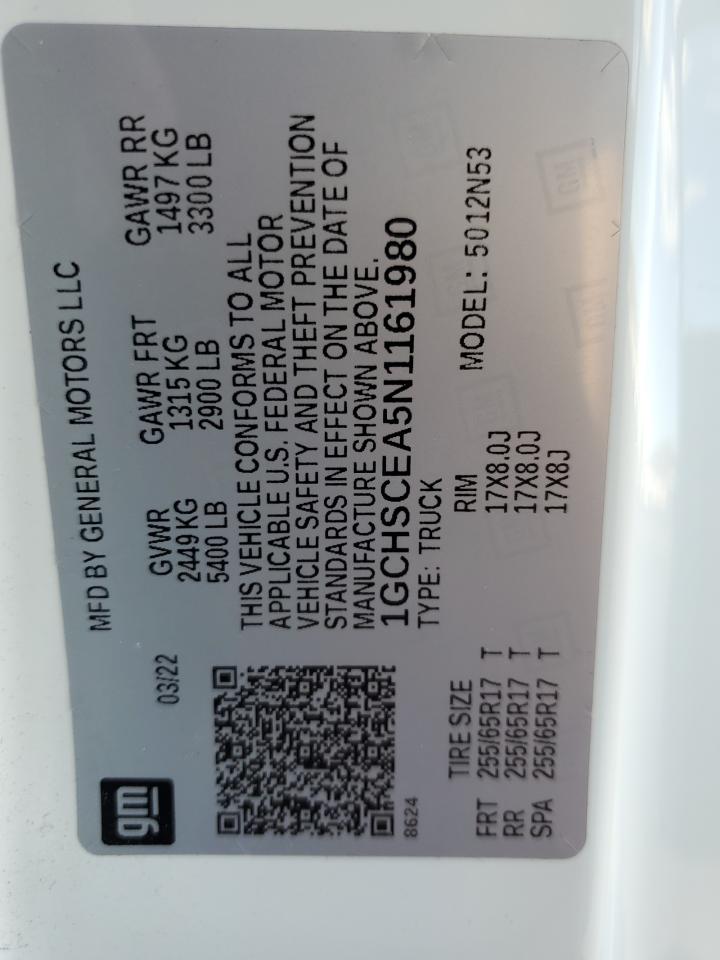 gm
MFD BY GENERAL MOTORS LLC
03/22
GVWR GAWR FRT GAWR RR
2449 KG 1315 KG 1497 KG
5400 LB 2900 LB 3300 LB
THIS VEHICLE CONFORMS TO ALL
APPLICABLE U.S. FEDERAL MOTOR
VEHICLE SAFETY AND THEFT PREVENTION
STANDARDS IN EFFECT ON THE DATE OF
MANUFACTURE SHOWN ABOVE.
1GCHSCEA5N1161980
8624
TYPE: TRUCK MODEL: 5012N53
TIRE SIZE RIM
FRT 255/65R17 T 17X8.0J
RR 255/65R17 T 17X8.0J
SPA 255/65R17 T 17X8J